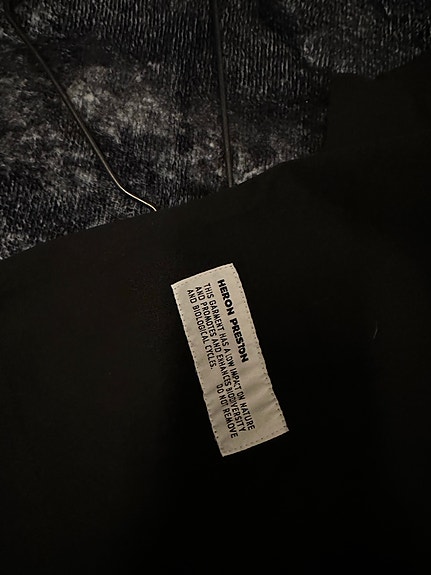 HERON PRESTON
THIS GARMENT HAS A LOW IMPACT ON NATURE
AND PROMOTES AND ENHANCES BIODIVERSITY
AND BIOLOGICAL CYCLES. DO NOT REMOVE